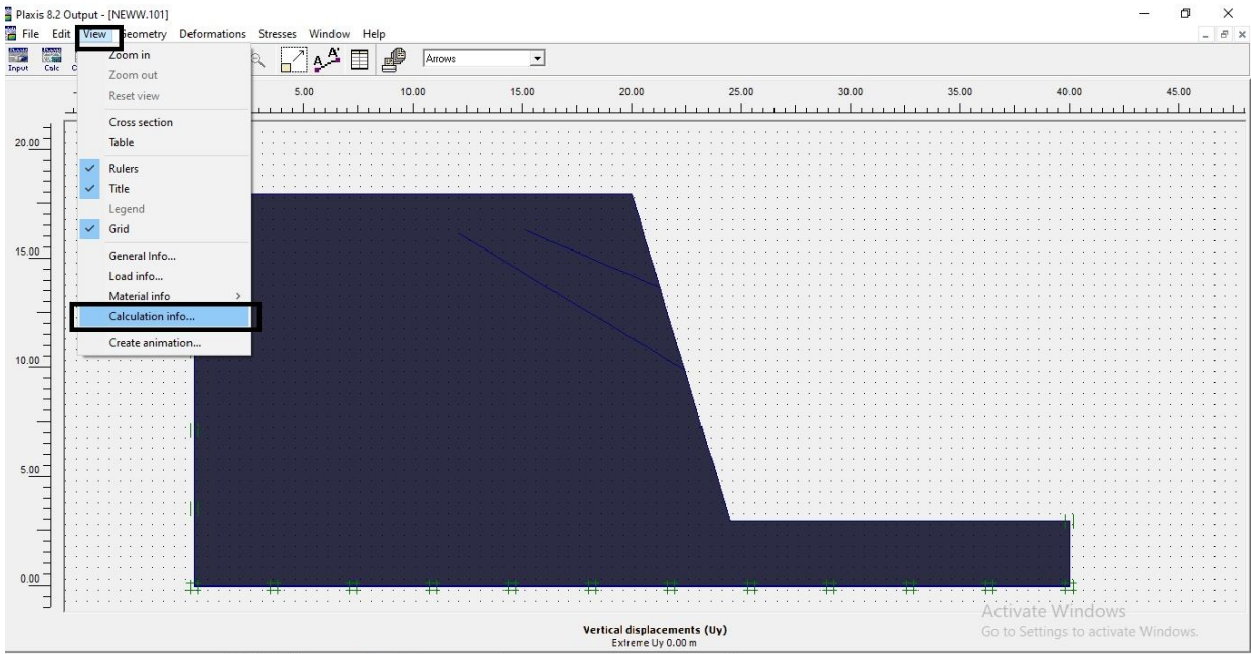 Plaxis 8.2 Output - [NEWW.101]
File Edit View Geometry Deformations Stresses Window Help
Input Calc Arrows
Zoom in
Zoom out
Reset view
Cross section
Table
Rulers
Title
Legend
Grid
General Info...
Load info...
Material info
Calculation info...
Create animation...
5.00 10.00 15.00 20.00 25.00 30.00 35.00 40.00 45.00
20.00
15.00
10.00
5.00
0.00
Activate Windows
Go to Settings to activate Windows.
Vertical displacements (Uy)
Extreme Uy 0.00 m